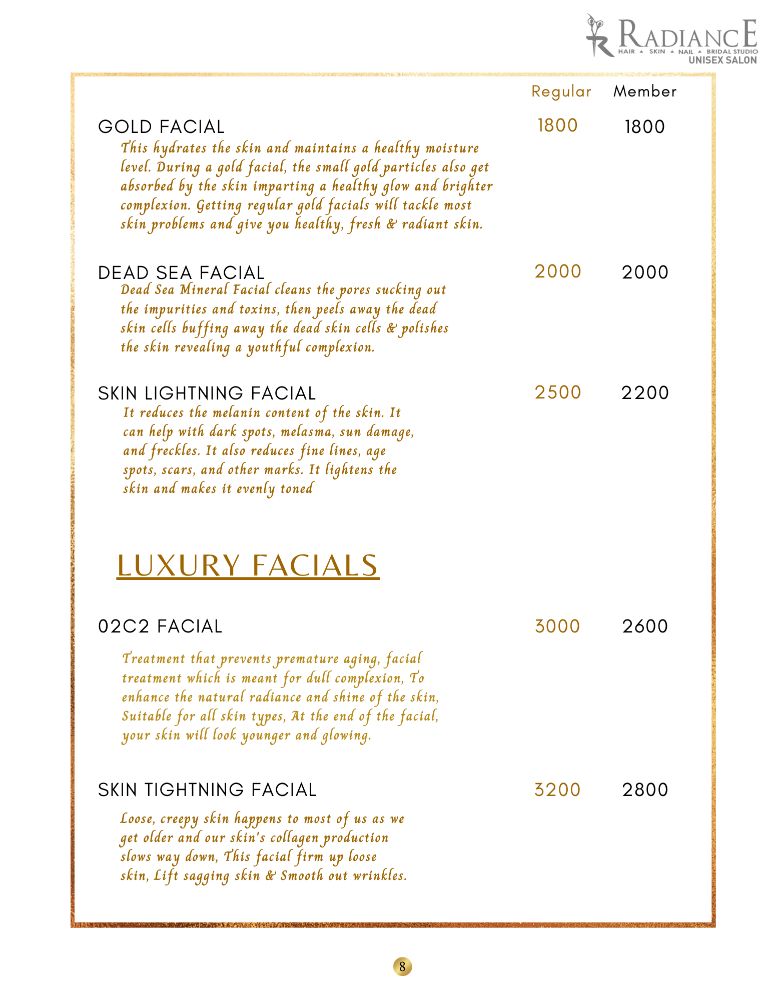 RADIANCE
HAIR • SKIN • NAIL • BRIDAL STUDIO
UNISEX SALON
Regular Member
GOLD FACIAL 1800 1800
This hydrates the skin and maintains a healthy moisture
level. During a gold facial, the small gold particles also get
absorbed by the skin imparting a healthy glow and brighter
complexion. Getting regular gold facials will tackle most
skin problems and give you healthy, fresh & radiant skin.
DEAD SEA FACIAL 2000 2000
Dead Sea Mineral Facial cleans the pores sucking out
the impurities and toxins, then peels away the dead
skin cells buffing away the dead skin cells & polishes
the skin revealing a youthful complexion.
SKIN LIGHTNING FACIAL 2500 2200
It reduces the melanin content of the skin. It
can help with dark spots, melasma, sun damage,
and freckles. It also reduces fine lines, age
spots, scars, and other marks. It lightens the
skin and makes it evenly toned
LUXURY FACIALS
02C2 FACIAL 3000 2600
Treatment that prevents premature aging, facial
treatment which is meant for dull complexion, To
enhance the natural radiance and shine of the skin,
Suitable for all skin types, At the end of the facial,
your skin will look younger and glowing.
SKIN TIGHTNING FACIAL 3200 2800
Loose, creepy skin happens to most of us as we
get older and our skin's collagen production
slows way down, This facial firm up loose
skin, Lift sagging skin & Smooth out wrinkles.
8